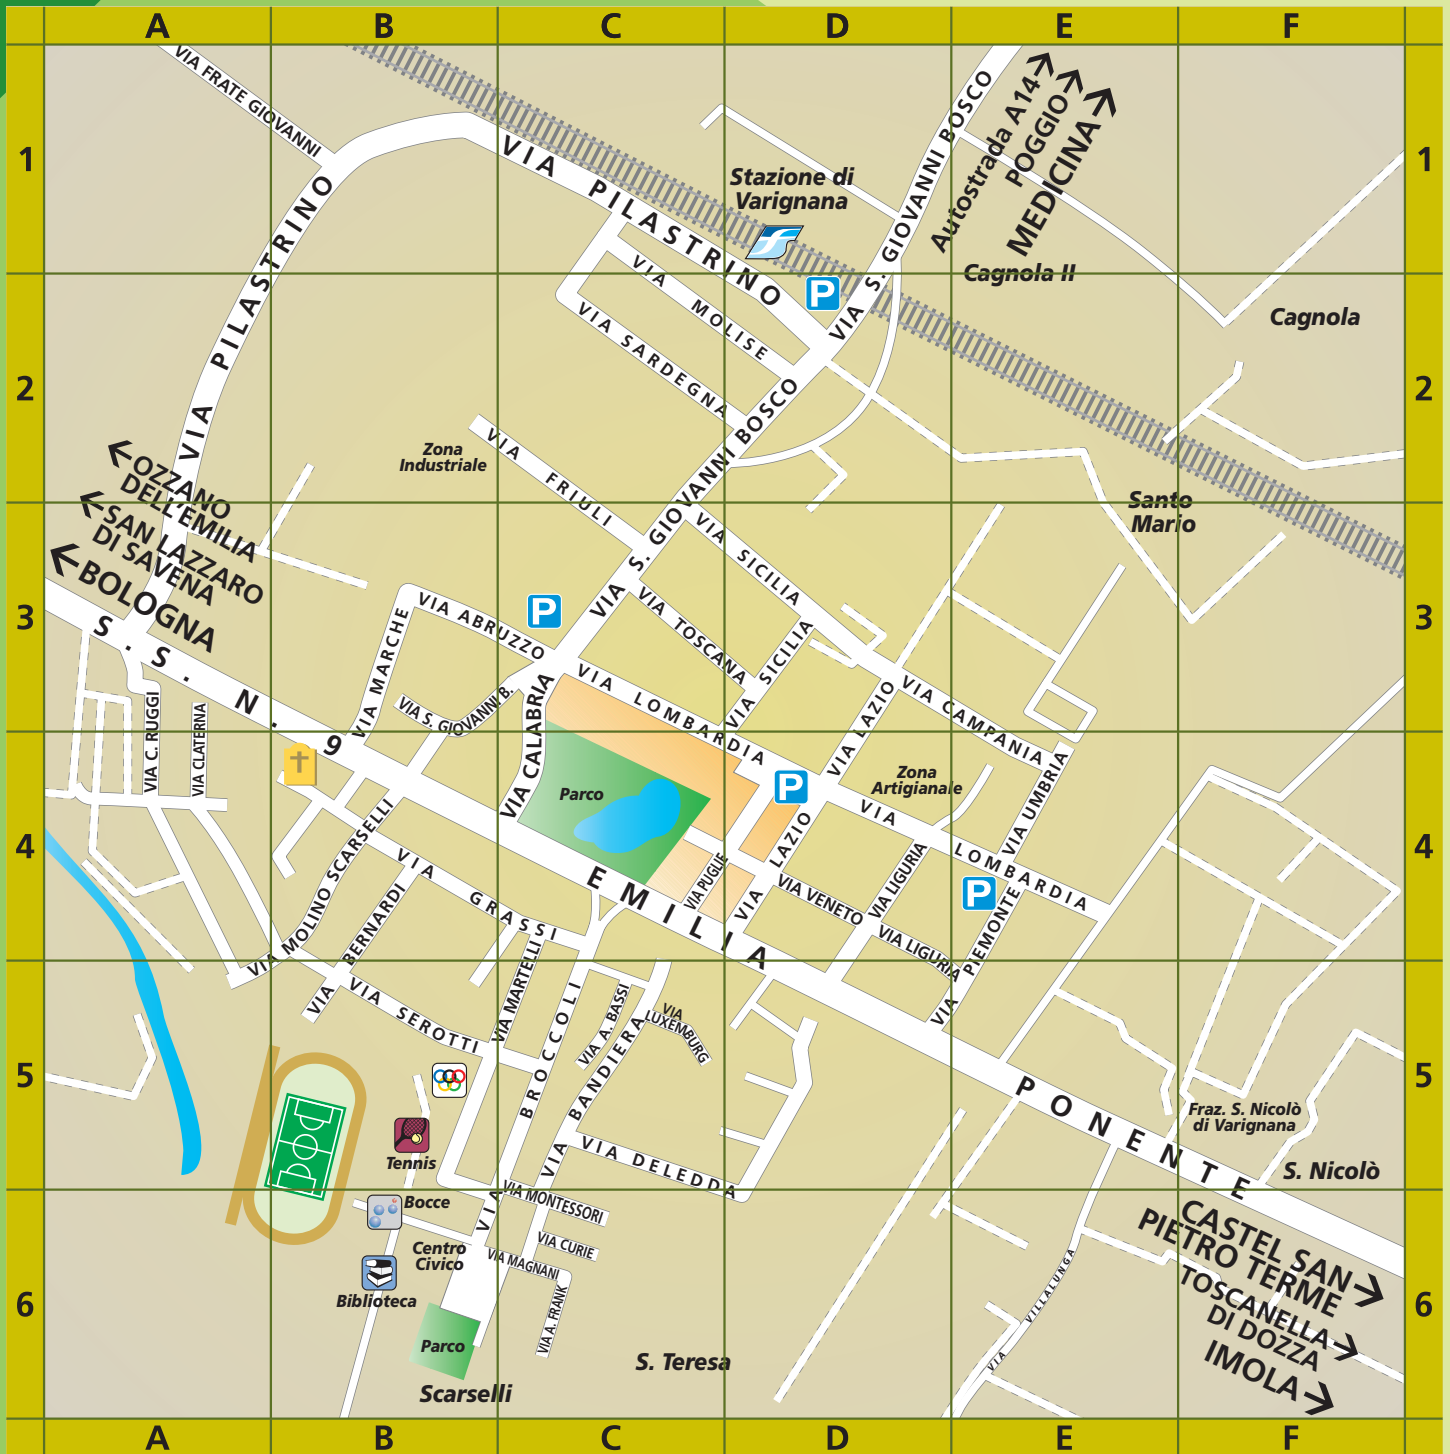 A B C D E F
1
VIA FRATE GIOVANNI
VIA PILASTRINO
Stazione di
Varignana
VIA S. GIOVANNI BOSCO
Autostrada A14
POGGIO
MEDICINA
1
VIA PILASTRINO
Cagnola II
P
Cagnola
VIA MOLISE
VIA SARDEGNA
2
2
VIA S. GIOVANNI BOSCO
Zona
Industriale
VIA FRIULI
OZZANO
DELL'EMILIA
SAN LAZZARO
DI SAVENA
BOLOGNA
Santo
Mario
VIA SICILIA
3
3
P
VIA ABRUZZO
VIA MARCHE
VIA TOSCANA
VIA SICILIA
S. S. N. 9
VIA S. GIOVANNI B.
VIA CALABRIA
VIA LOMBARDIA
VIA LAZIO
VIA CAMPANIA
VIA C. RUGGI
VIA CLATERNA
Parco
P
Zona
Artigianale
VIA UMBRIA
4
4
VIA LOMBARDIA
VIA MOLINO SCARSELLI
VIA GRASSI
VIA BERNARDI
EMILIA
VIA PUGLIE
VIA LAZIO
VIA VENETO
VIA LIGURIA
VIA LIGURIA
P
VIA PIEMONTE
VIA SEROTTI
VIA MARTELLI
VIA BROCCOLI
VIA A. BASSI
VIA BANDIERA
VIA
LUXEMBURG
5
5
PONENTE
Fraz. S. Nicolò
di Varignana
S. Nicolò
Tennis
VIA DELEDDA
Bocce
VIA MONTESSORI
VIA CURIE
VIA MAGNANI
VIA A. FRANK
Centro
Civico
Biblioteca
Parco
Scarselli
S. Teresa
VIA VILLALUNGA
CASTEL SAN
PIETRO TERME
TOSCANELLA
DI DOZZA
IMOLA
6
6
A B C D E F